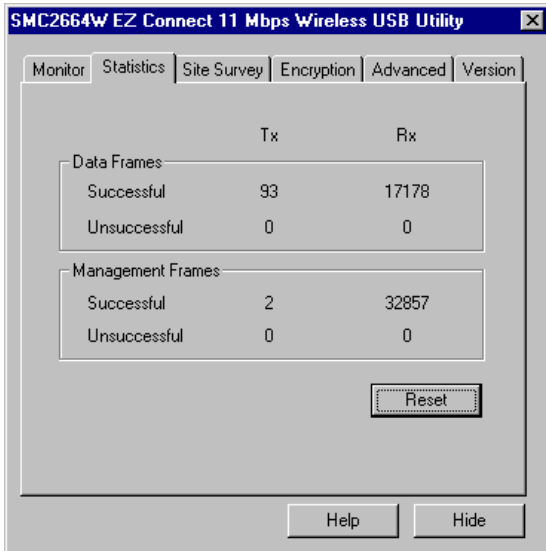 SMC2664W EZ Connect 11 Mbps Wireless USB Utility
Monitor Statistics Site Survey Encryption Advanced Version
Tx Rx
Data Frames
Successful 93 17178
Unsuccessful 0 0
Management Frames
Successful 2 32857
Unsuccessful 0 0
Reset
Help Hide